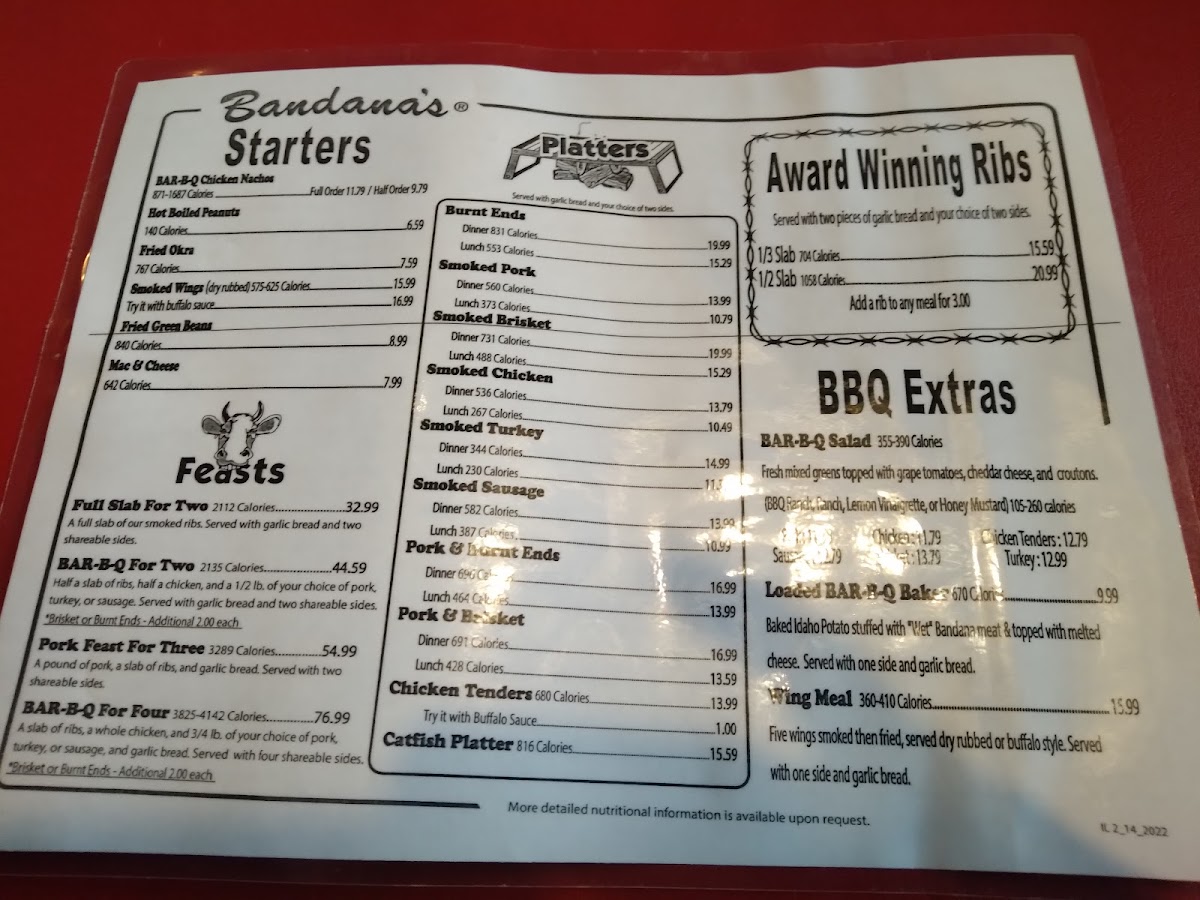 Bandana's®
Starters
BAR-B-Q Chicken Nachos
871-1687 Calories Full Order 11.79 / Half Order 9.79
Hot Boiled Peanuts
140 Calories 6.59
Fried Okra
767 Calories 7.59
Smoked Wings (dry rubbed) 575-625 Calories 15.99
Try it with buffalo sauce 16.99
Fried Green Beans
840 Calories 8.99
Mac & Cheese
642 Calories 7.99
Feasts
Full Slab For Two 2112 Calories 32.99
A full slab of our smoked ribs. Served with garlic bread and two
shareable sides.
BAR-B-Q For Two 2135 Calories 44.59
Half a slab of ribs, half a chicken, and a 1/2 lb. of your choice of pork,
turkey, or sausage. Served with garlic bread and two shareable sides.
*Brisket or Burnt Ends - Additional 2.00 each
Pork Feast For Three 3289 Calories 54.99
A pound of pork, a slab of ribs, and garlic bread. Served with two
shareable sides.
BAR-B-Q For Four 3825-4142 Calories 76.99
A slab of ribs, a whole chicken, and 3/4 lb. of your choice of pork,
turkey, or sausage, and garlic bread. Served with four shareable sides.
*Brisket or Burnt Ends - Additional 2.00 each
Platters
Served with garlic bread and your choice of two sides.
Burnt Ends
Dinner 831 Calories 19.99
Lunch 553 Calories 15.29
Smoked Pork
Dinner 560 Calories 13.99
Lunch 373 Calories 10.79
Smoked Brisket
Dinner 731 Calories 19.99
Lunch 488 Calories 15.29
Smoked Chicken
Dinner 536 Calories 13.79
Lunch 267 Calories 10.49
Smoked Turkey
Dinner 344 Calories 14.99
Lunch 230 Calories
Smoked Sausage
Dinner 582 Calories 13.99
Lunch 387 Calories 10.99
Pork & Burnt Ends
Dinner 696 Calories 16.99
Lunch 464 Calories 13.99
Pork & Brisket
Dinner 691 Calories 16.99
Lunch 428 Calories 13.59
Chicken Tenders 680 Calories 13.99
Try it with Buffalo Sauce 1.00
Catfish Platter 816 Calories 15.59
Award Winning Ribs
Served with two pieces of garlic bread and your choice of two sides.
1/3 Slab 704 Calories 15.59
1/2 Slab 1058 Calories 20.99
Add a rib to any meal for 3.00
BBQ Extras
BAR-B-Q Salad 355-390 Calories
Fresh mixed greens topped with grape tomatoes, cheddar cheese, and croutons.
(BBQ Ranch, Ranch, Lemon Vinaigrette, or Honey Mustard) 105-260 calories
Chicken : 11.79 Chicken Tenders : 12.79
13.79 Turkey : 12.99
Loaded BAR-B-Q Baker 670 Calories 9.99
Baked Idaho Potato stuffed with "Wet" Bandana meat & topped with melted
cheese. Served with one side and garlic bread.
Wing Meal 360-410 Calories 15.99
Five wings smoked then fried, served dry rubbed or buffalo style. Served
with one side and garlic bread.
More detailed nutritional information is available upon request.
IL 2_14_2022